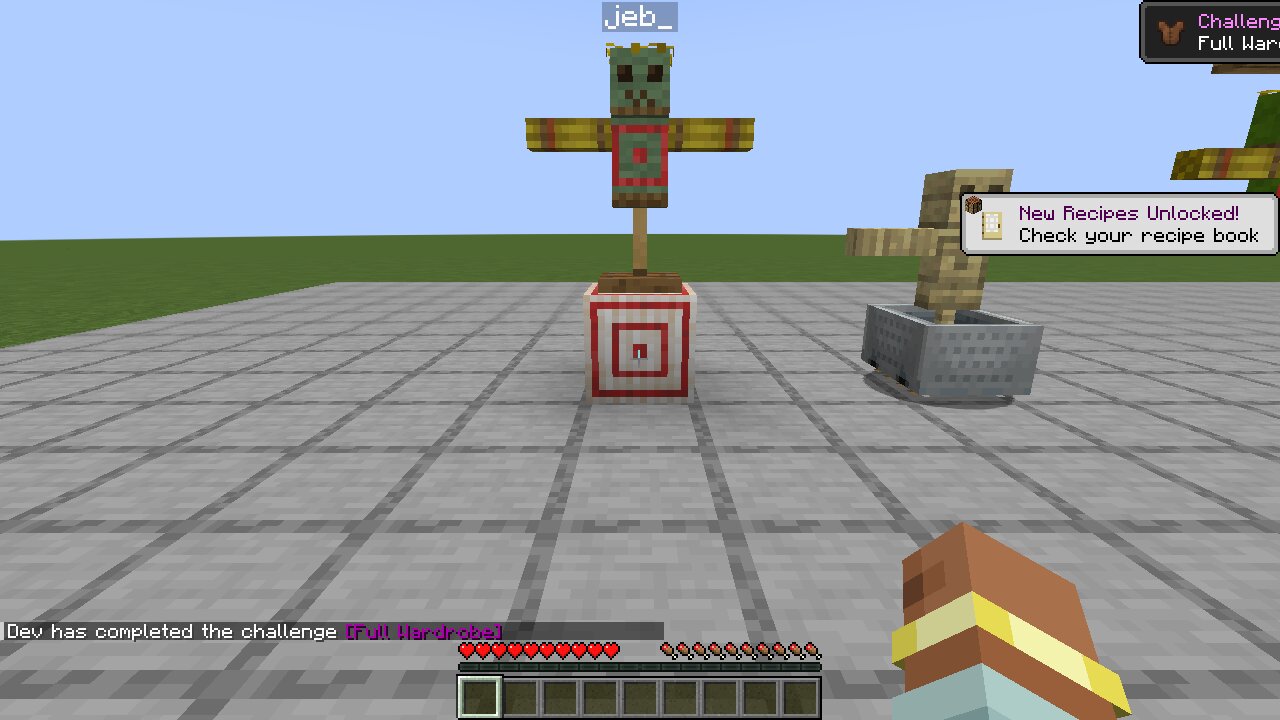 jeb_
Challeng
Full War
New Recipes Unlocked!
Check your recipe book
Dev has completed the challenge [Full Wardrobe]